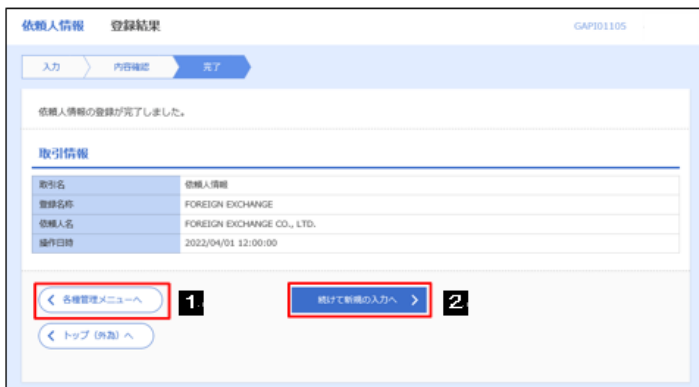 依頼人情報 登録結果 GAPI01105
入力 内容確認 完了
依頼人情報の登録が完了しました。
取引情報
取引名 依頼人情報
登録名称 FOREIGN EXCHANGE
依頼人名 FOREIGN EXCHANGE CO., LTD.
操作日時 2022/04/01 12:00:00
各種管理メニューへ 1. 続けて新規の入力へ 2.
トップ（外為）へ